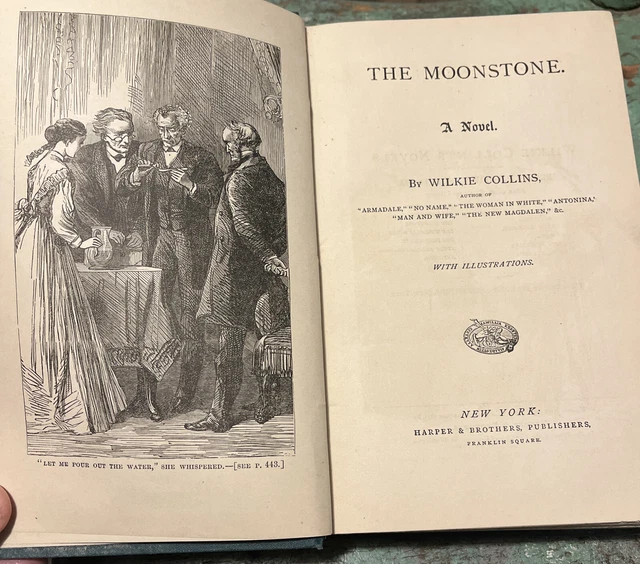 "LET ME POUR OUT THE WATER," SHE WHISPERED.—[SEE P. 443.]
THE MOONSTONE.
A Novel.
BY WILKIE COLLINS,
AUTHOR OF
"ARMADALE," "NO NAME," "THE WOMAN IN WHITE," "ANTONINA,"
"MAN AND WIFE," "THE NEW MAGDALEN," &c.
WITH ILLUSTRATIONS.
NEW YORK:
HARPER & BROTHERS, PUBLISHERS,
FRANKLIN SQUARE.